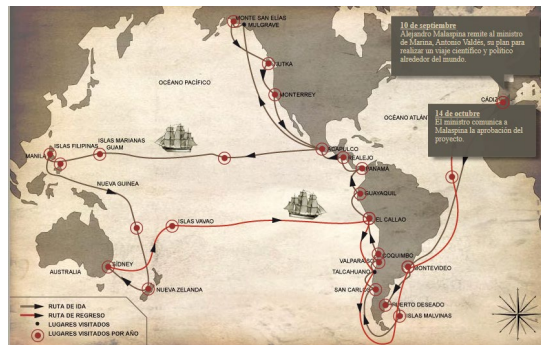 10 de septiembre
Alejandro Malaspina remite al ministro
de Marina, Antonio Valdés, su plan para
realizar un viaje científico y político
alrededor del mundo.
14 de octubre
El ministro comunica a
Malaspina la aprobación del
proyecto.
MONTE SAN ELÍAS
MULGRAVE
NUTKA
MONTERREY
OCÉANO PACÍFICO
OCÉANO ATLÁNT
CÁDIZ
ISLAS FILIPINAS
MANILA
ISLAS MARIANAS
GUAM
ACAPULCO
REALEJO
PANAMÁ
GUAYAQUIL
NUEVA GUINEA
ISLAS VAVAO
EL CALLAO
SÍDNEY
AUSTRALIA
NUEVA ZELANDA
COQUIMBO
VALPARAÍSO
TALCAHUANO
SAN CARLOS
MONTEVIDEO
PUERTO DESEADO
ISLAS MALVINAS
RUTA DE IDA
RUTA DE REGRESO
LUGARES VISITADOS
LUGARES VISITADOS POR AÑO